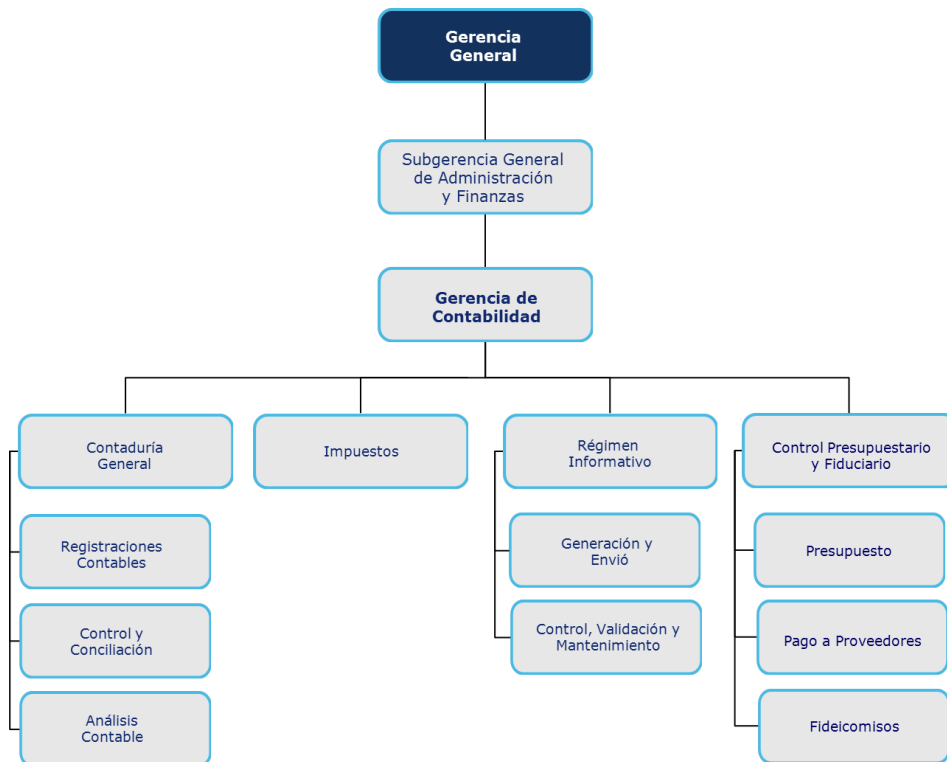 Gerencia
General
Subgerencia General
de Administración
y Finanzas
Gerencia de
Contabilidad
Contaduría
General
Impuestos
Régimen
Informativo
Control Presupuestario
y Fiduciario
Registraciones
Contables
Generación y
Envió
Presupuesto
Control y
Conciliación
Control, Validación y
Mantenimiento
Pago a Proveedores
Análisis
Contable
Fideicomisos